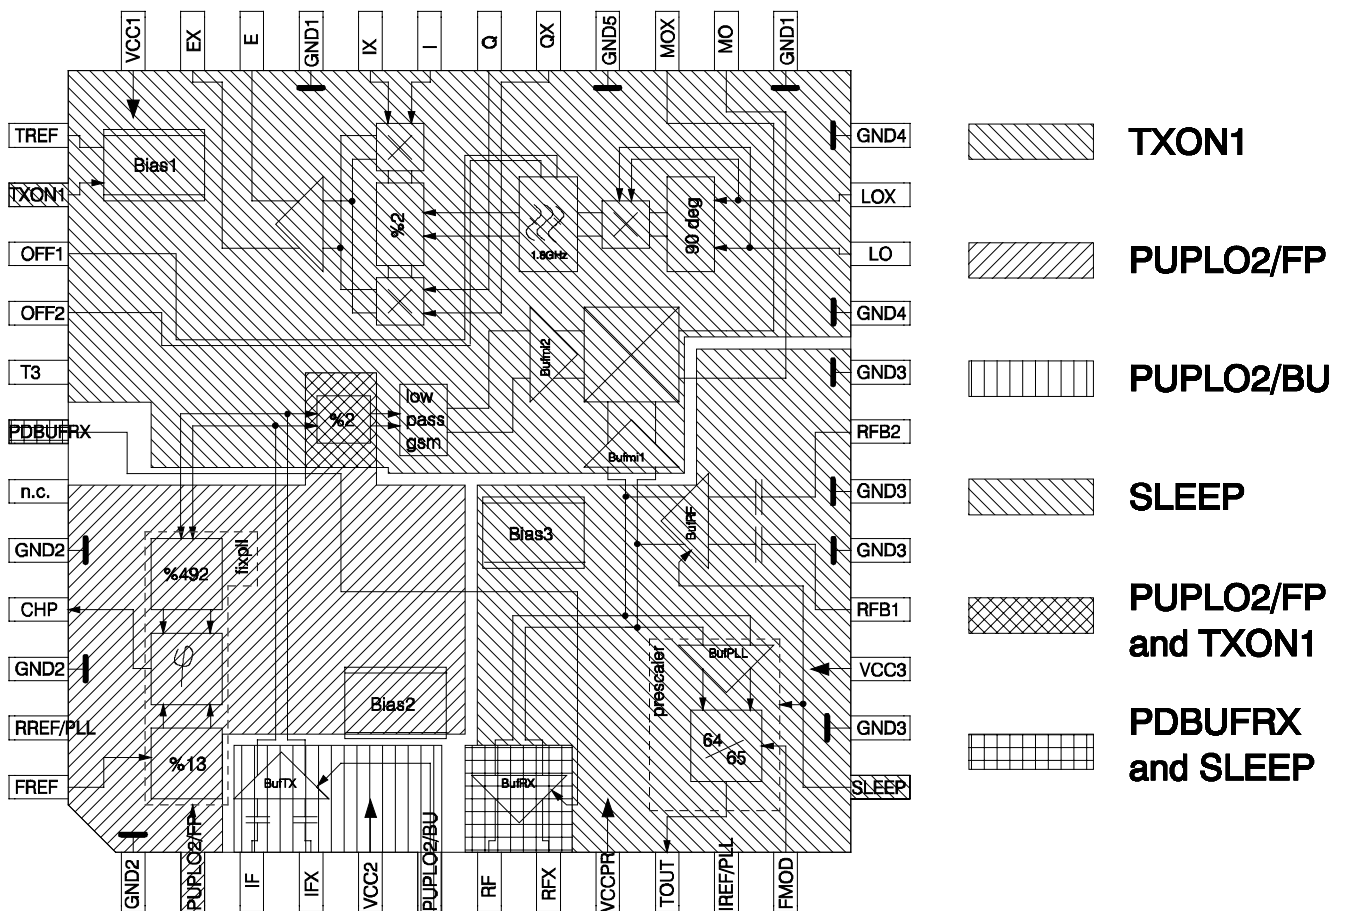 VCC1
EX
E
GND1
IX
I
Q
QX
GND5
MOX
MO
GND1
TREF
TXON1
OFF1
OFF2
T3
PDBUFRX
n.c.
GND2
CHP
GND2
RREF/PLL
FREF
GND4
LOX
LO
GND4
GND3
RFB2
GND3
GND3
RFB1
VCC3
GND3
SLEEP
GND2
PUPLO2/FP
IF
IFX
VCC2
PUPLO2/BU
RF
RFX
VCCPR
TOUT
IREF/PLL
FMOD
Bias1
%2
1.8GHz
90 deg
Bufmi2
%2
low
pass
gsm
Bufmi1
Bias3
BufRF
%492
fixpll
φ
%13
Bias2
BufTX
BufRX
prescaler
BufPLL
64
65
TXON1
PUPLO2/FP
PUPLO2/BU
SLEEP
PUPLO2/FP
and TXON1
PDBUFRX
and SLEEP